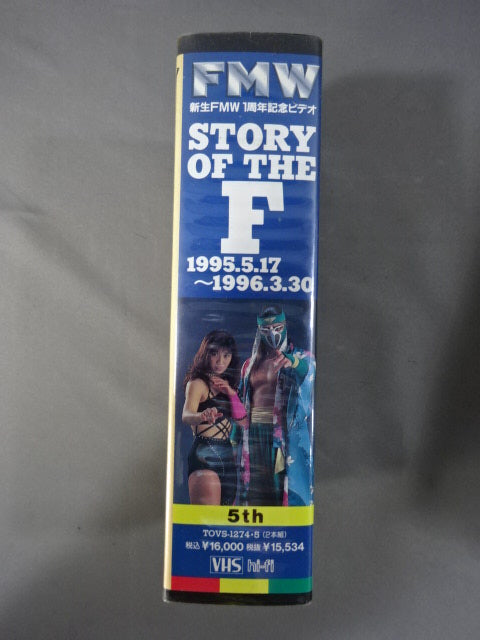 FMW
新生FMW 1周年記念ビデオ
STORY
OF THE
F
1995.5.17
～1996.3.30
5th
TOVS-1274・5 (2本組)
税込 ¥16,000 税抜 ¥15,534
VHS hi-fi